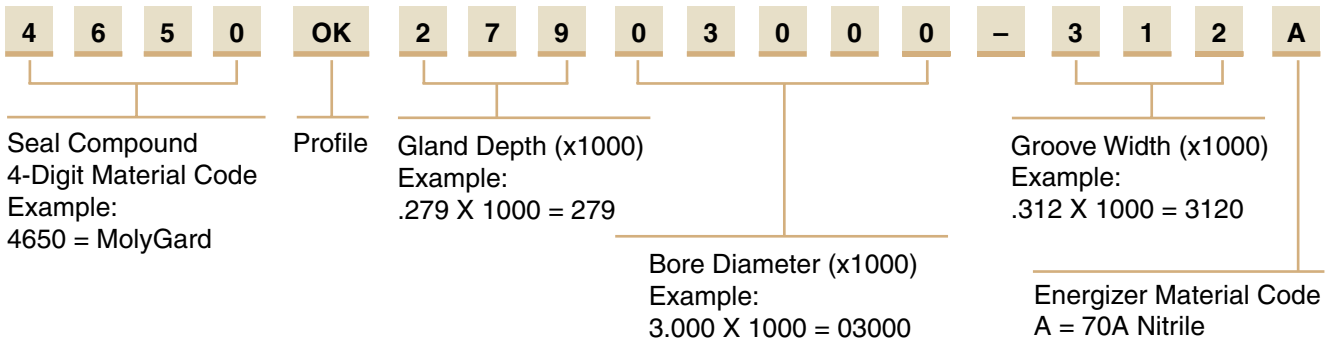 4 6 5 0 OK 2 7 9 0 3 0 0 0 – 3 1 2 A
Seal Compound
4-Digit Material Code
Example:
4650 = MolyGard
Profile
Gland Depth (x1000)
Example:
.279 X 1000 = 279
Bore Diameter (x1000)
Example:
3.000 X 1000 = 03000
Groove Width (x1000)
Example:
.312 X 1000 = 3120
Energizer Material Code
A = 70A Nitrile